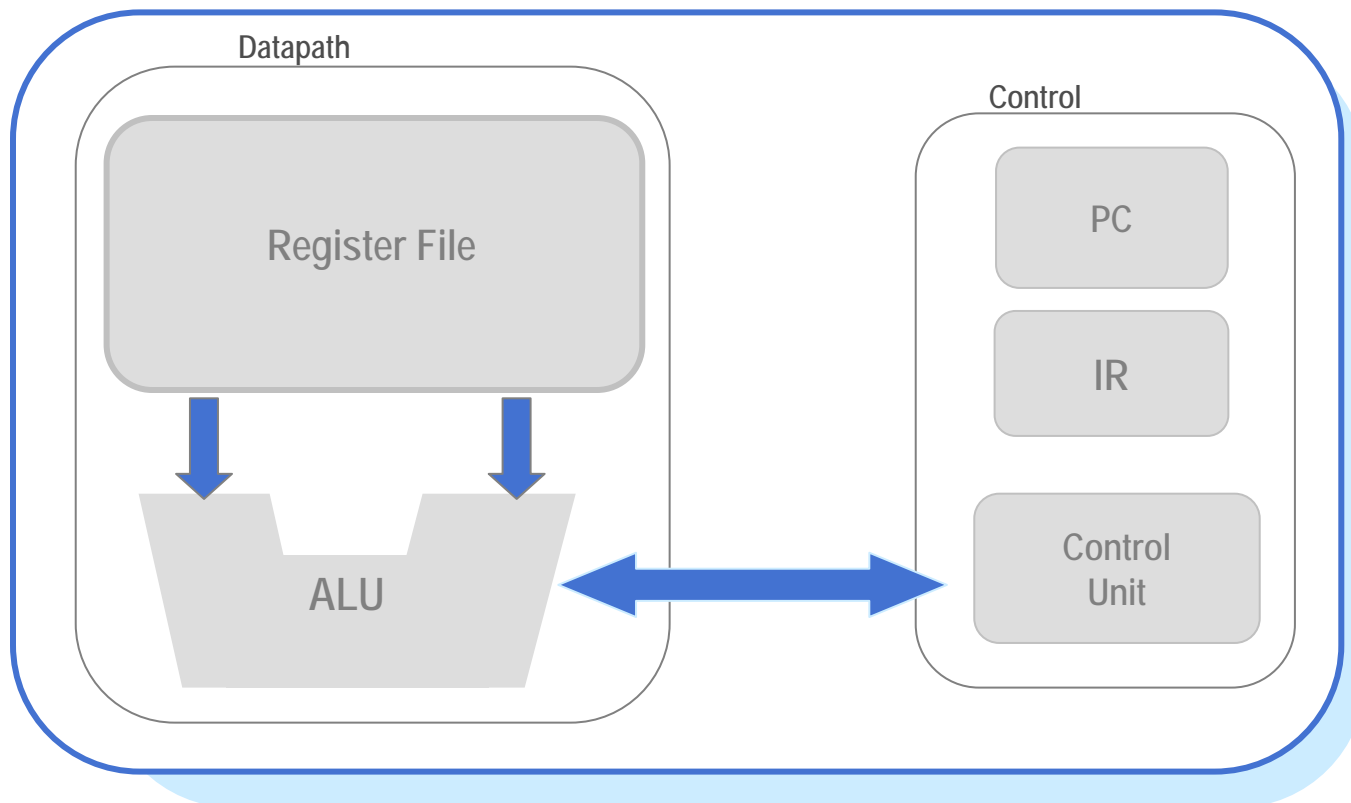 Datapath
Register File
ALU
Control
PC
IR
Control
Unit